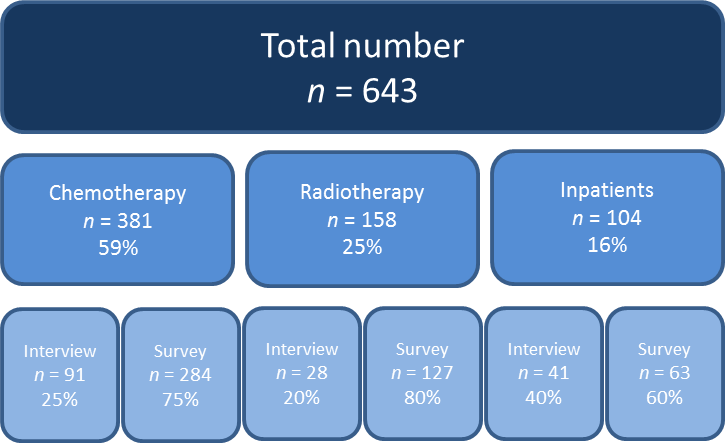 Total number
n = 643
Chemotherapy
n = 381
59%
Radiotherapy
n = 158
25%
Inpatients
n = 104
16%
Interview
n = 91
25%
Survey
n = 284
75%
Interview
n = 28
20%
Survey
n = 127
80%
Interview
n = 41
40%
Survey
n = 63
60%